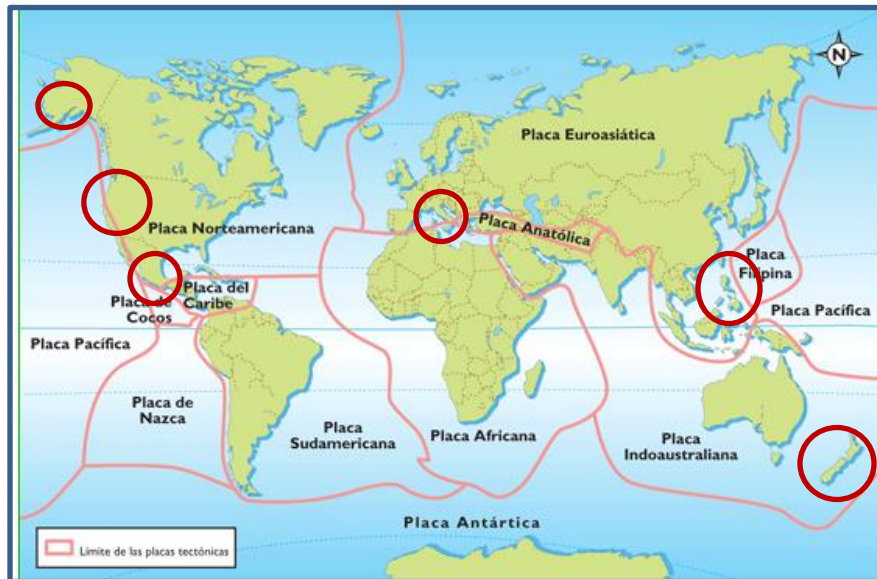 N
Placa Euroasiática
Placa Norteamericana
Placa Anatólica
Placa
Filipina
Placa del
Caribe
Placa de
Cocos
Placa Pacífica
Placa Pacífica
Placa de
Nazca
Placa
Sudamericana
Placa Africana
Placa
Indoaustraliana
Placa Antártica
Límite de las placas tectónicas